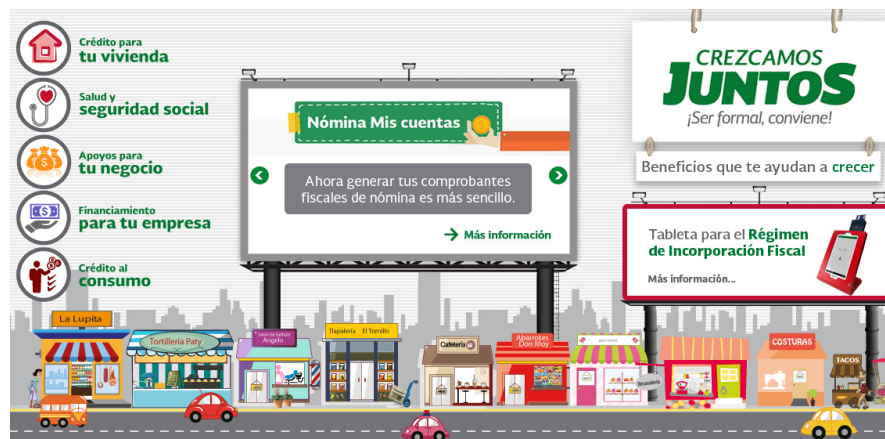 Crédito para
tu vivienda
Salud y
seguridad social
Apoyos para
tu negocio
Financiamiento
para tu empresa
Crédito al
consumo
Nómina Mis cuentas
Ahora generar tus comprobantes
fiscales de nómina es más sencillo.
Más información
CREZCAMOS
JUNTOS
¡Ser formal, conviene!
Beneficios que te ayudan a crecer
Tableta para el Régimen
de Incorporación Fiscal
Más información...
La Lupita
Tortillería Paty
Salón de belleza
Angelo
Tlapalería El Tornillo
Cafetería
Abarrotes
Don Moy
COSTURAS
TACOS